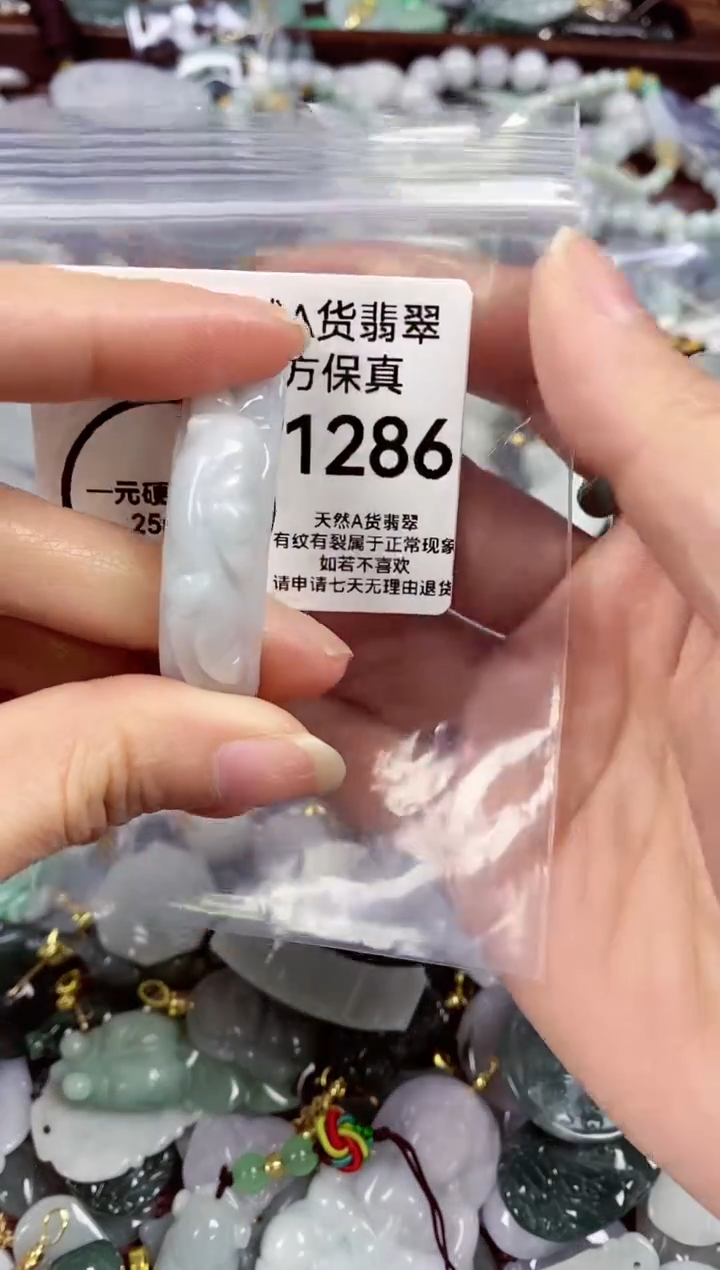 A货翡翠
方保真
1286
一元硬
25
天然A货翡翠
有纹有裂属于正常现象
如若不喜欢
请申请七天无理由退货